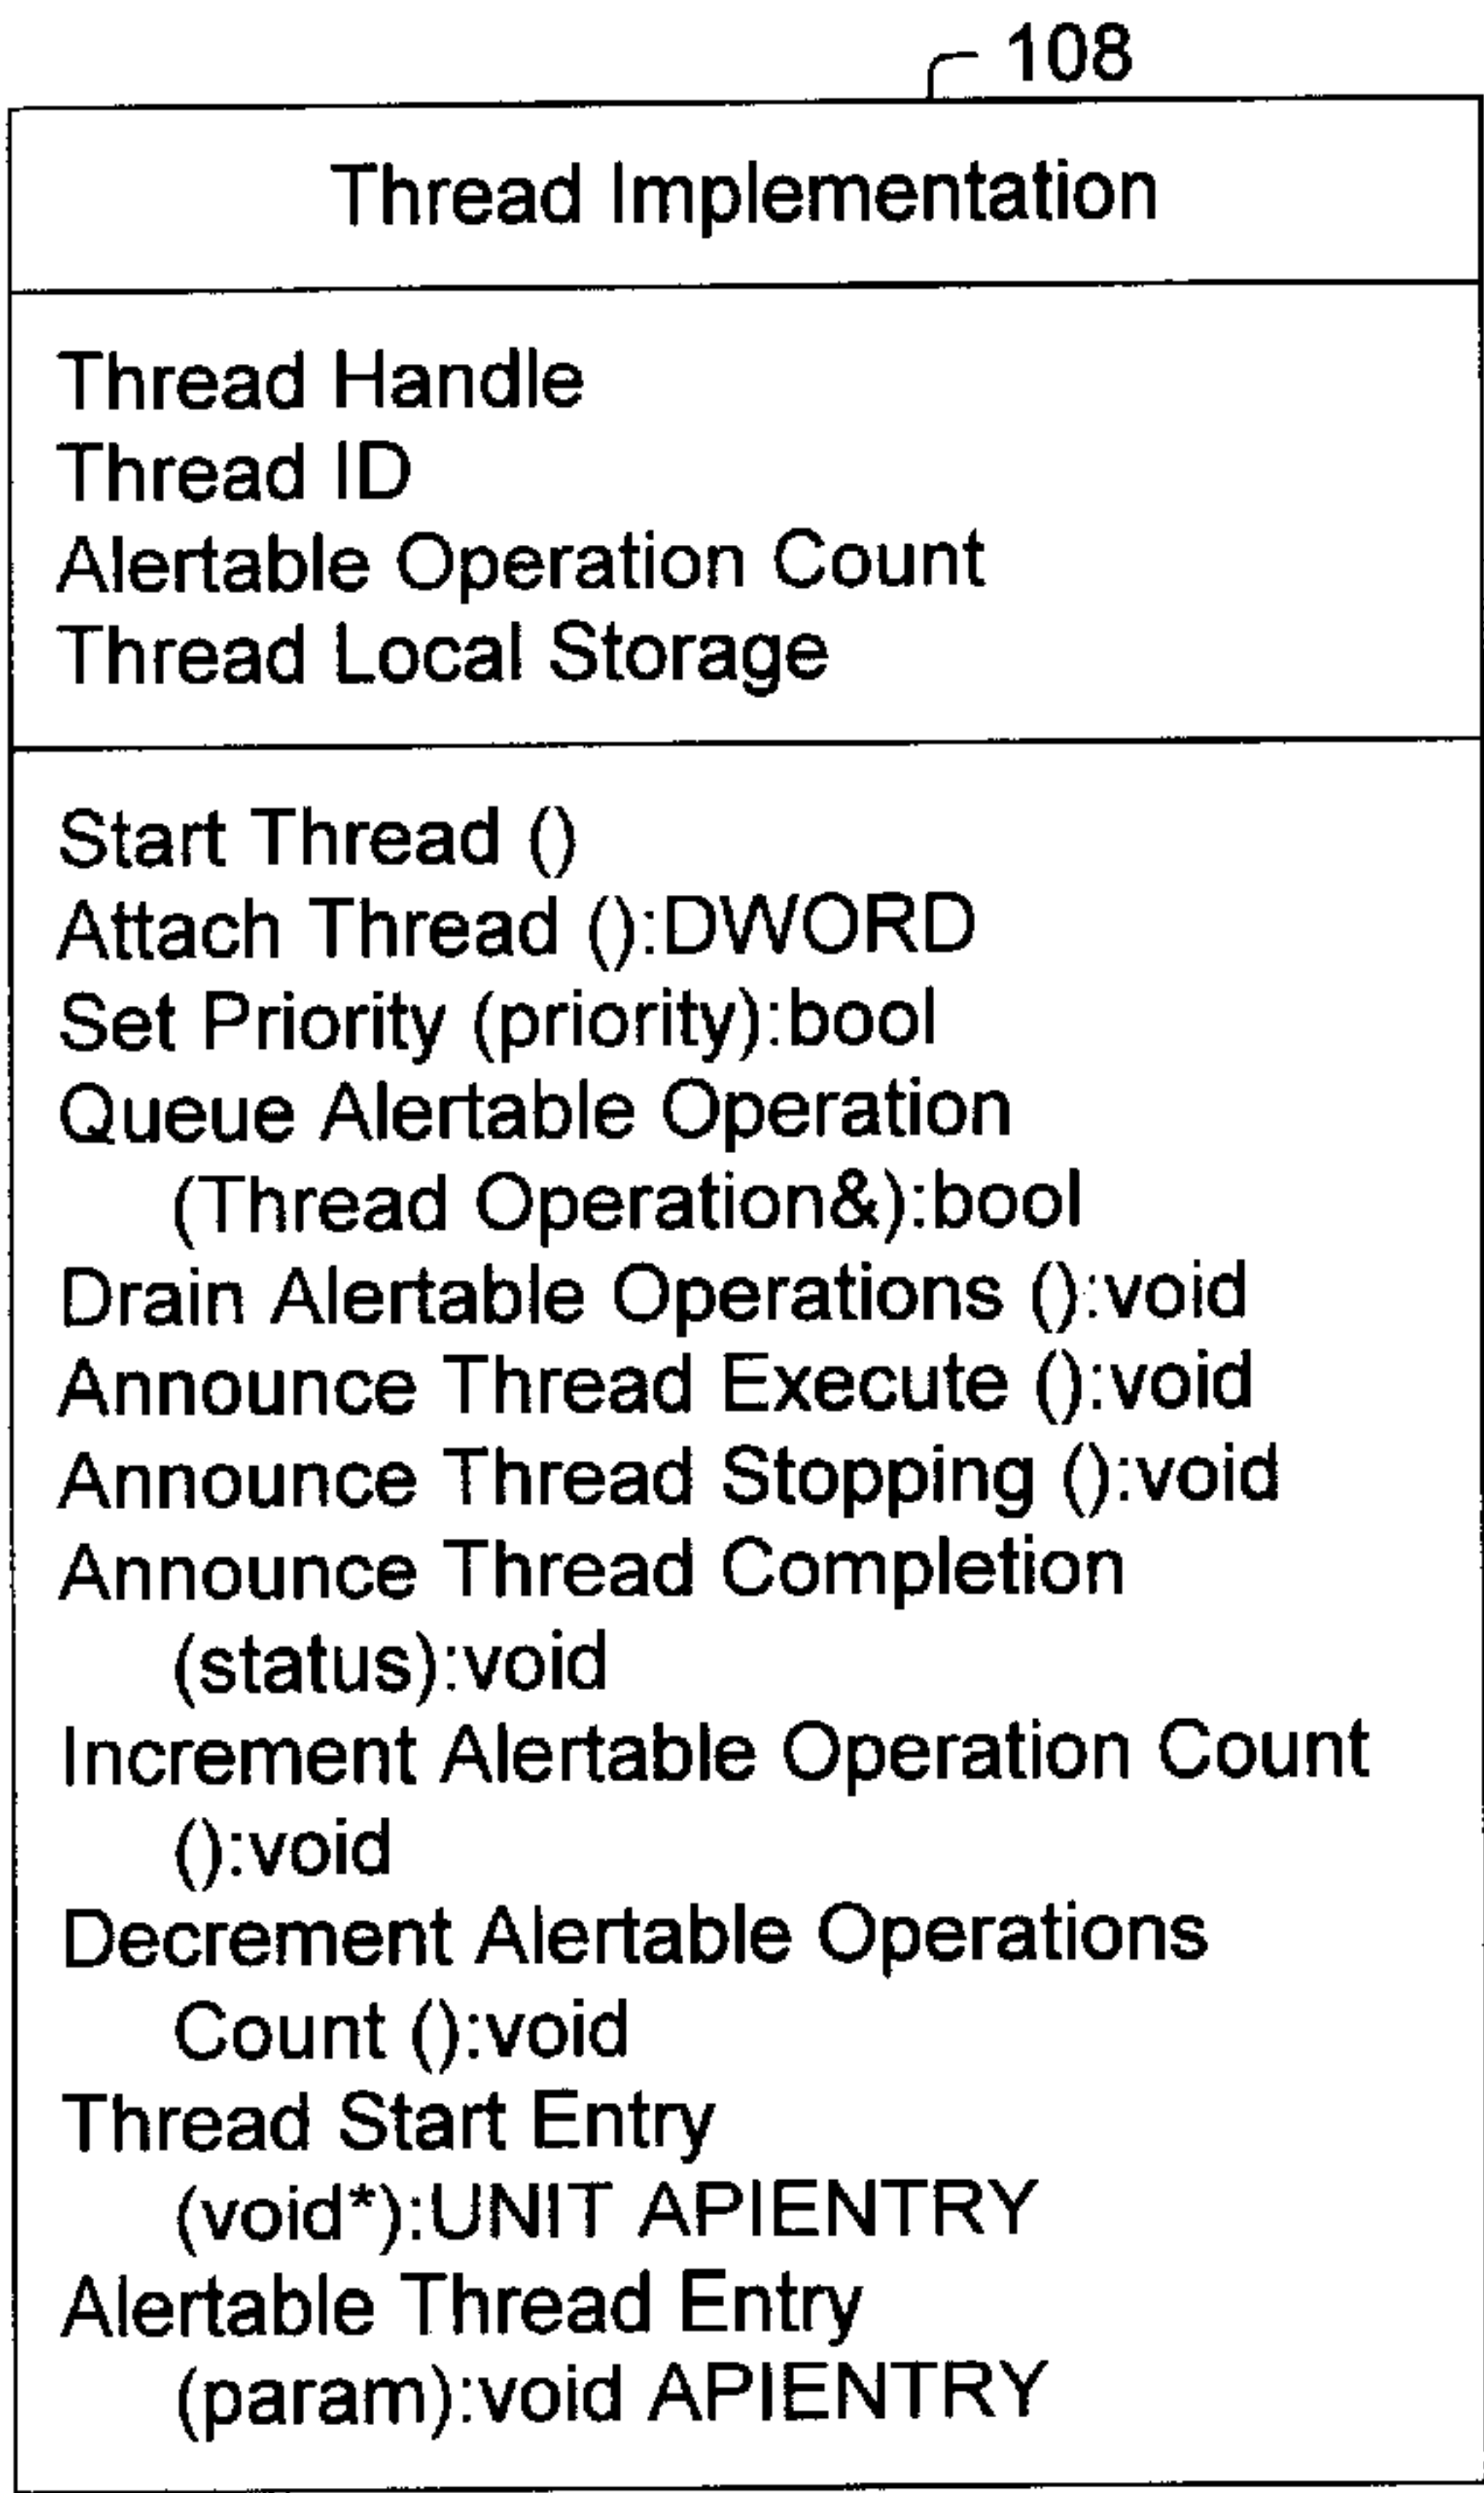 108
Thread Implementation
Thread Handle
Thread ID
Alertable Operation Count
Thread Local Storage
Start Thread ()
Attach Thread ():DWORD
Set Priority (priority):bool
Queue Alertable Operation
(Thread Operation&):bool
Drain Alertable Operations ():void
Announce Thread Execute ():void
Announce Thread Stopping ():void
Announce Thread Completion
(status):void
Increment Alertable Operation Count
():void
Decrement Alertable Operations
Count ():void
Thread Start Entry
(void*):UNIT APIENTRY
Alertable Thread Entry
(param):void APIENTRY